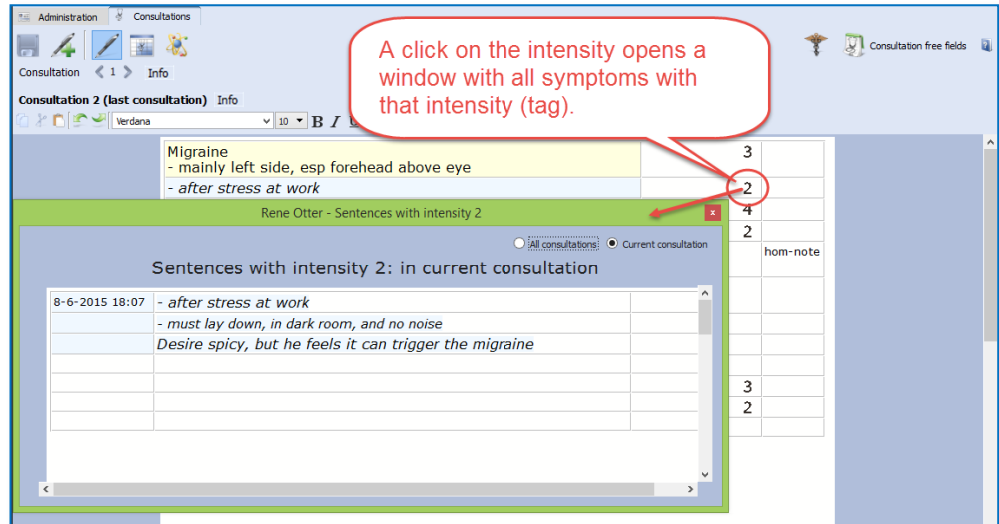 Administration
Consultations
A click on the intensity opens a
window with all symptoms with
that intensity (tag).
Consultation free fields
Consultation 1 Info
Consultation 2 (last consultation) Info
Verdana 10 B I
Migraine 3
- mainly left side, esp forehead above eye
- after stress at work 2
4
2
hom-note
3
2
Rene Otter - Sentences with intensity 2
x
All consultations Current consultation
Sentences with intensity 2: in current consultation
8-6-2015 18:07 - after stress at work
- must lay down, in dark room, and no noise
Desire spicy, but he feels it can trigger the migraine